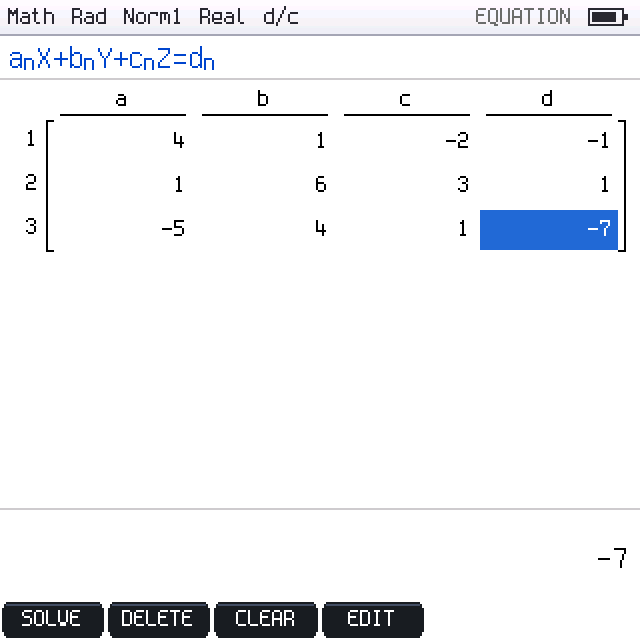 Math Rad Norm1 Real d/c EQUATION
anX+bnY+cnZ=dn
a b c d
1 4 1 -2 -1
2 1 6 3 1
3 -5 4 1 -7
-7
SOLVE DELETE CLEAR EDIT